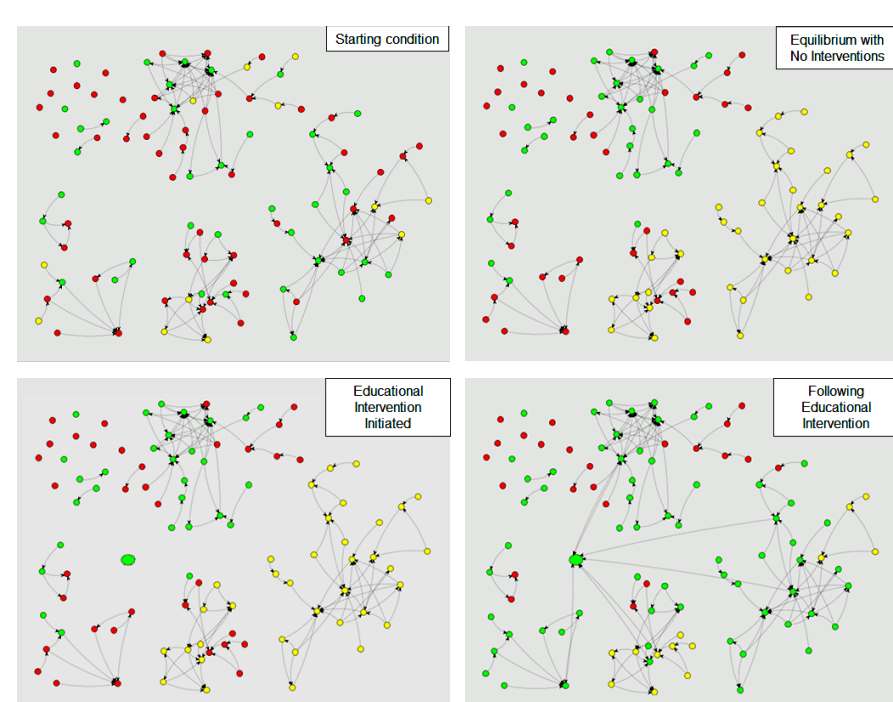 Starting condition
Equilibrium with
No Interventions
Educational
Intervention
Initiated
Following
Educational
Intervention